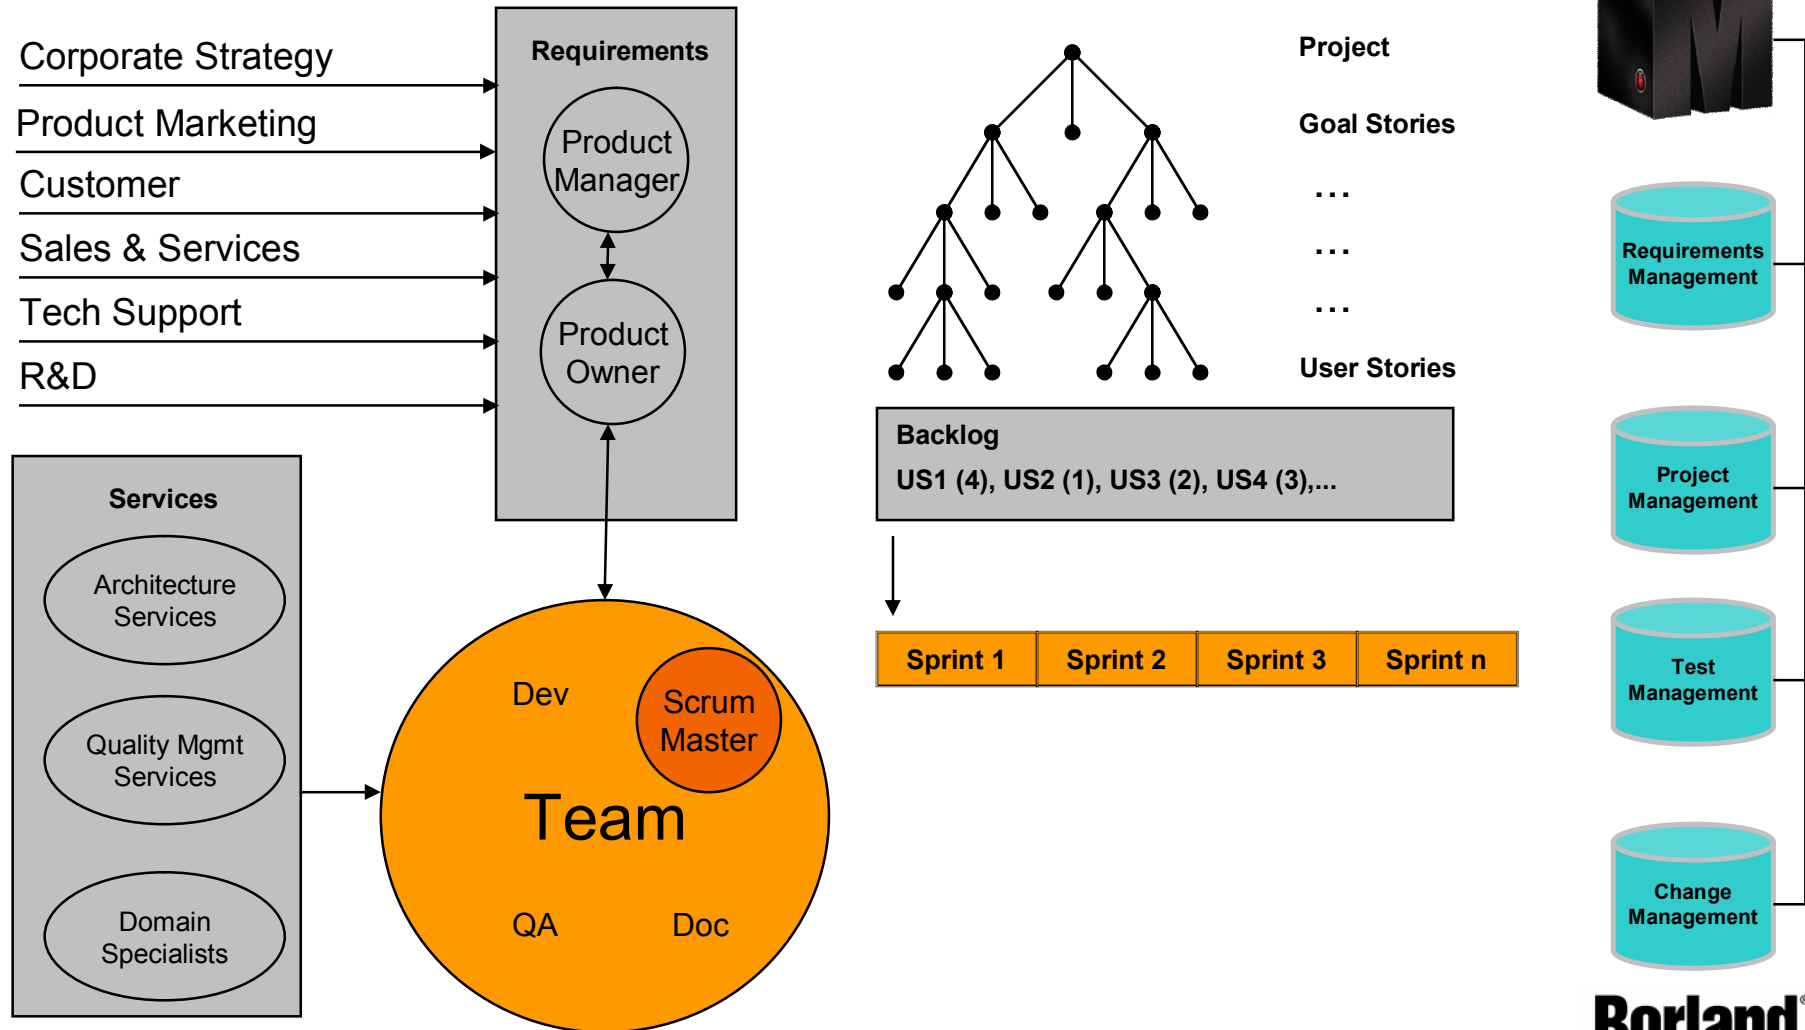 Corporate Strategy
Product Marketing
Customer
Sales & Services
Tech Support
R&D
Requirements
Product
Manager
Product
Owner
Services
Architecture
Services
Quality Mgmt
Services
Domain
Specialists
Dev
Scrum
Master
Team
QA
Doc
Project
Goal Stories
...
...
...
User Stories
Backlog
US1 (4), US2 (1), US3 (2), US4 (3),...
Sprint 1
Sprint 2
Sprint 3
Sprint n
M
Requirements
Management
Project
Management
Test
Management
Change
Management
Borland®